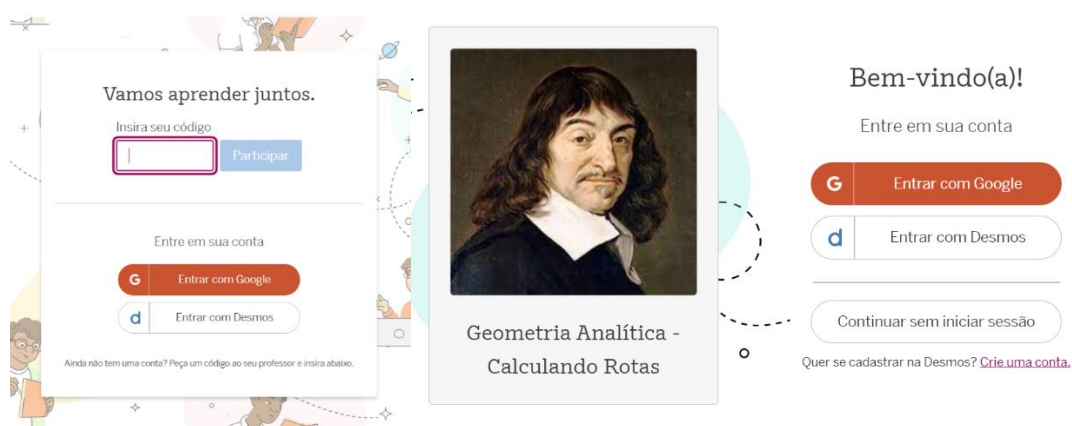 Vamos aprender juntos.
Insira seu código
Participar
Entre em sua conta
G Entrar com Google
d Entrar com Desmos
Ainda não tem uma conta? Peça um código ao seu professor e insira abaixo.
Geometria Analítica -
Calculando Rotas
Bem-vindo(a)!
Entre em sua conta
G Entrar com Google
d Entrar com Desmos
Continuar sem iniciar sessão
Quer se cadastrar na Desmos? Crie uma conta.